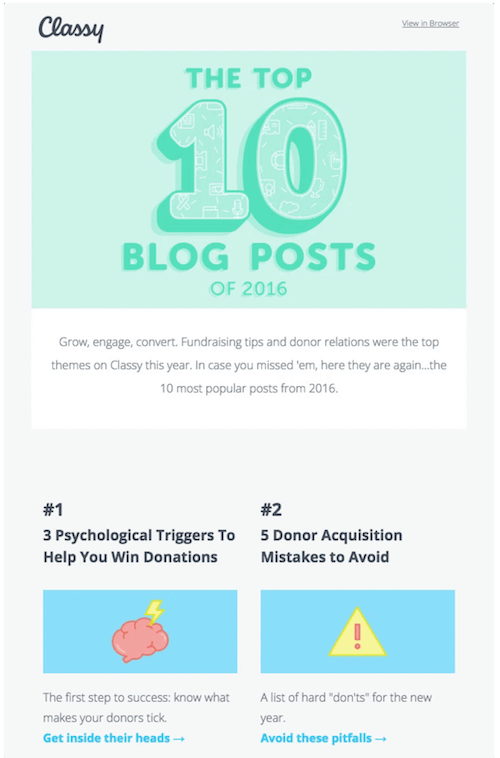 Classy
View in Browser
THE TOP
10
BLOG POSTS
OF 2016
Grow, engage, convert. Fundraising tips and donor relations were the top
themes on Classy this year. In case you missed 'em, here they are again...the
10 most popular posts from 2016.
#1
3 Psychological Triggers To
Help You Win Donations
The first step to success: know what
makes your donors tick.
Get inside their heads →
#2
5 Donor Acquisition
Mistakes to Avoid
!
A list of hard "don'ts" for the new
year.
Avoid these pitfalls →